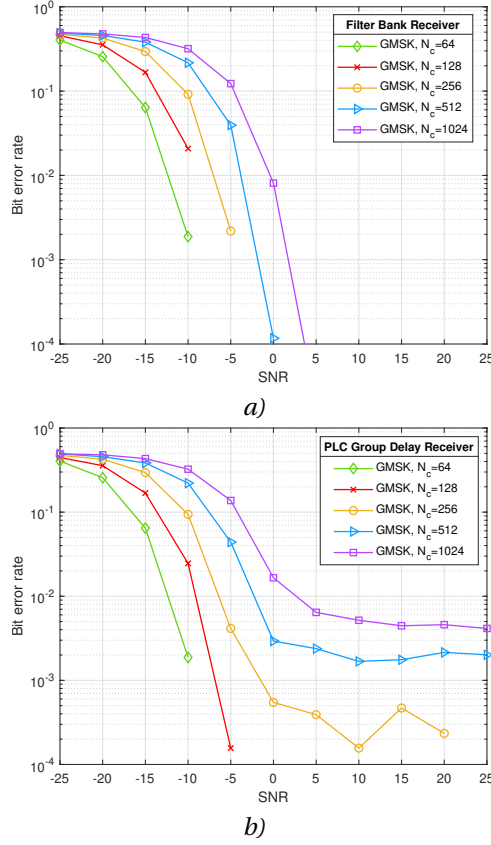 10^0
10^-1
10^-2
10^-3
10^-4
Bit error rate
-25 -20 -15 -10 -5 0 5 10 15 20 25
SNR
Filter Bank Receiver
GMSK, N_c=64
GMSK, N_c=128
GMSK, N_c=256
GMSK, N_c=512
GMSK, N_c=1024
a)
10^0
10^-1
10^-2
10^-3
10^-4
Bit error rate
-25 -20 -15 -10 -5 0 5 10 15 20 25
SNR
PLC Group Delay Receiver
GMSK, N_c=64
GMSK, N_c=128
GMSK, N_c=256
GMSK, N_c=512
GMSK, N_c=1024
b)